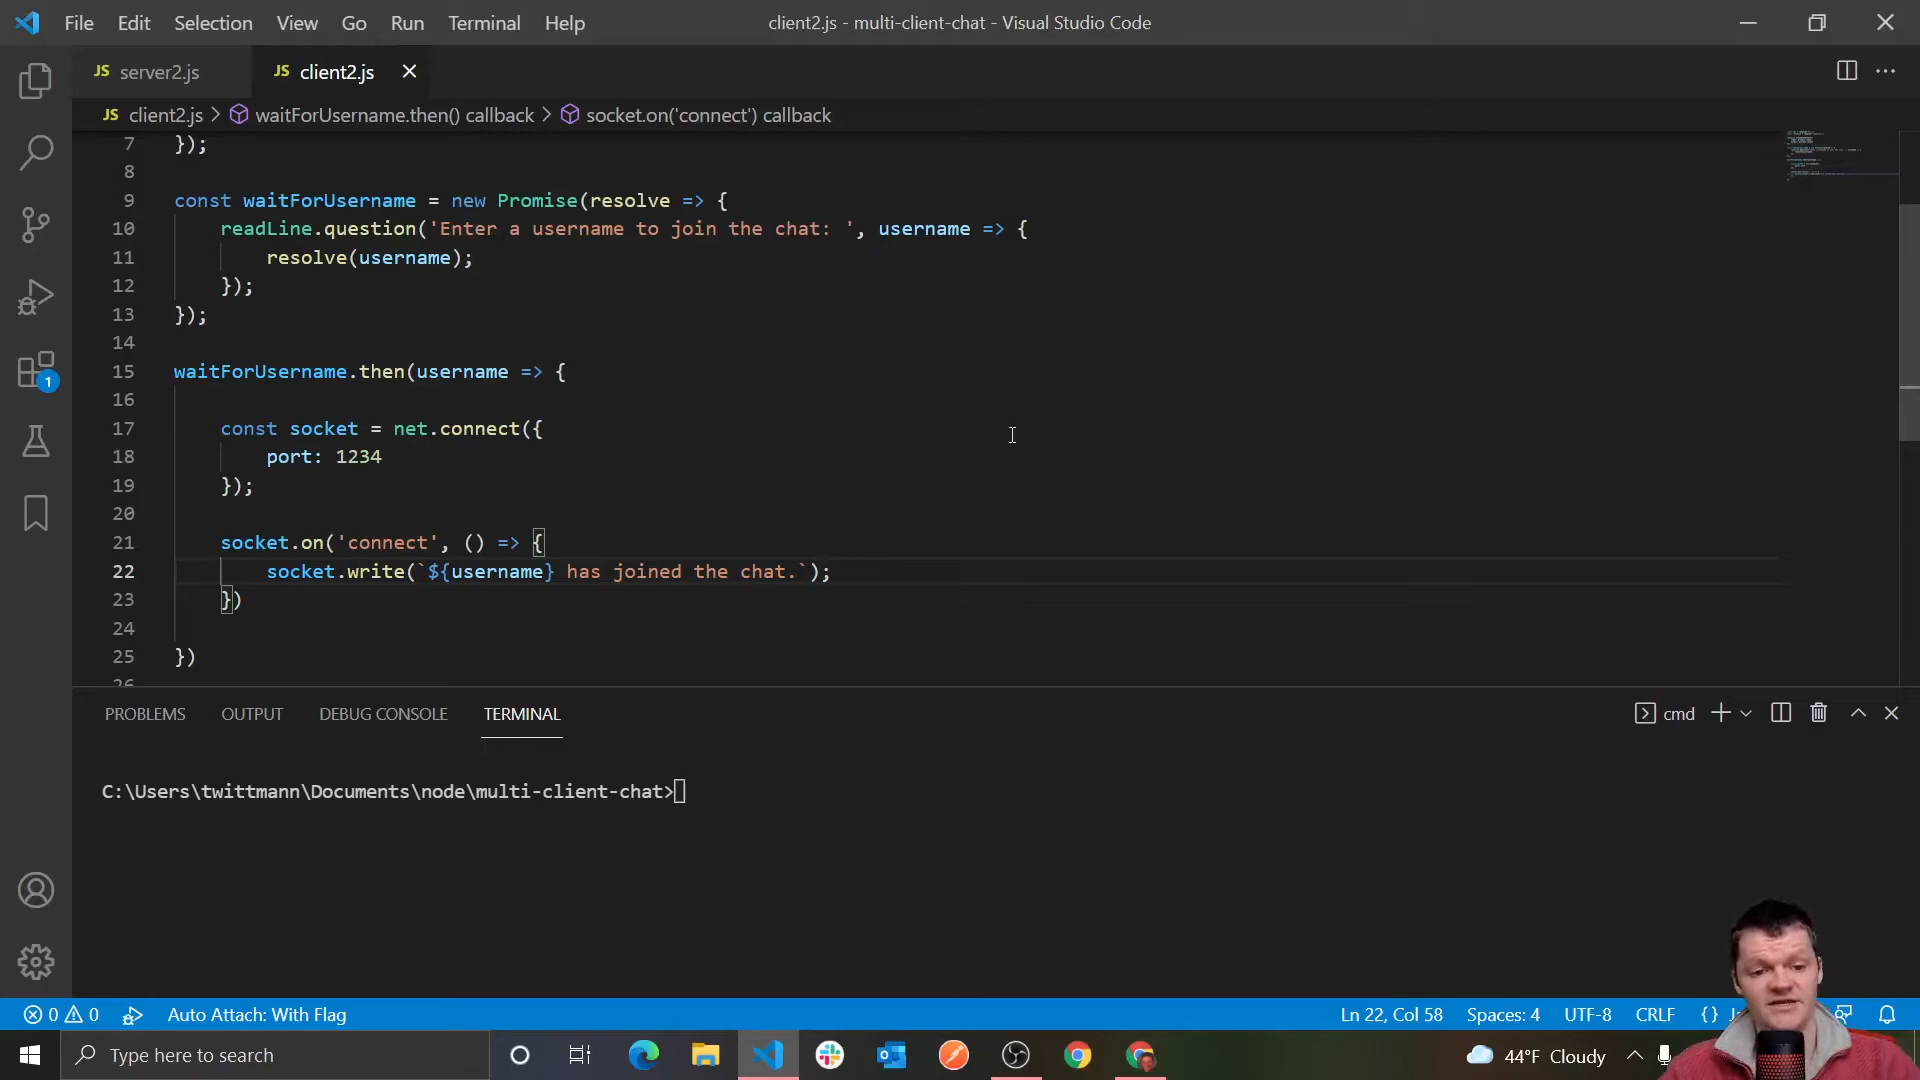 File Edit Selection View Go Run Terminal Help
client2.js - multi-client-chat - Visual Studio Code
JS server2.js
JS client2.js
JS client2.js > waitForUsername.then() callback > socket.on('connect') callback
7 });
8
9 const waitForUsername = new Promise(resolve => {
10 readLine.question('Enter a username to join the chat: ', username => {
11 resolve(username);
12 });
13 });
14
15 waitForUsername.then(username => {
16
17 const socket = net.connect({
18 port: 1234
19 });
20
21 socket.on('connect', () => {
22 socket.write(`${username} has joined the chat.`);
23 })
24
25 })
26
1
PROBLEMS OUTPUT DEBUG CONSOLE TERMINAL
cmd
C:\Users\twittmann\Documents\node\multi-client-chat>
0 0 Auto Attach: With Flag
Ln 22, Col 58 Spaces: 4 UTF-8 CRLF {}
Type here to search
44°F Cloudy